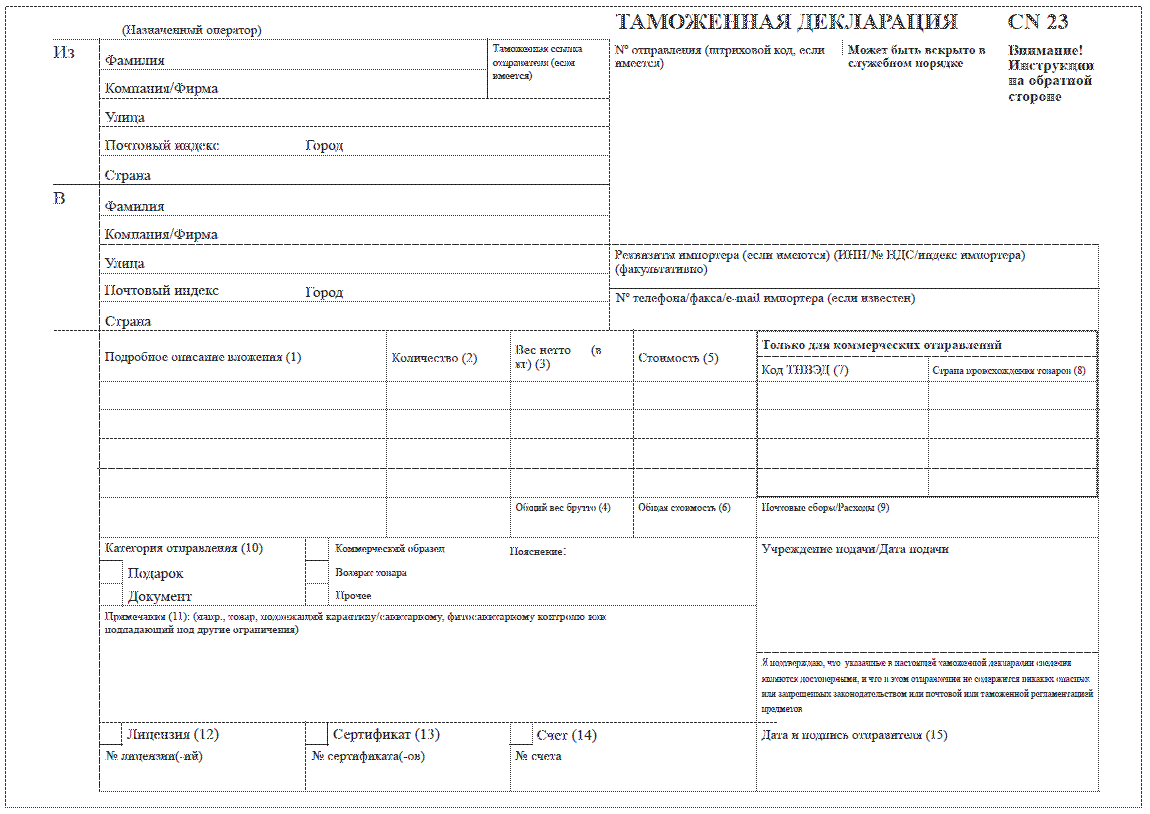 (Назначенный оператор)
ТАМОЖЕННАЯ ДЕКЛАРАЦИЯ
CN 23
Из
Фамилия
Таможенная ссылка
отправителя (если
имеется)
Компания/Фирма
Улица
Почтовый индекс Город
Страна
N° отправления (штриховой код, если
имеется)
Может быть вскрыто в
служебном порядке
Внимание!
Инструкции
на обратной
стороне
В
Фамилия
Компания/Фирма
Улица
Почтовый индекс Город
Страна
Реквизиты импортера (если имеются) (ИНН/№ НДС/индекс импортера)
(факультативно)
N° телефона/факса/e-mail импортера (если известен)
Подробное описание вложения (1)
Количество (2)
Вес нетто (в
кг) (3)
Стоимость (5)
Только для коммерческих отправлений
Код ТНВЭД (7)
Страна происхождения товаров (8)
Общий вес брутто (4)
Общая стоимость (6)
Почтовые сборы/Расходы (9)
Категория отправления (10)
Коммерческий образец
Пояснение:
Подарок
Возврат товара
Документ
Прочее
Учреждение подачи/Дата подачи
Примечания (11): (напр., товар, подлежащий карантину/санитарному, фитосанитарному контролю или
подпадающий под другие ограничения)
Я подтверждаю, что указанные в настоящей таможенной декларации сведения
являются достоверными, и что в этом отправлении не содержится никаких опасных
или запрещенных законодательством или почтовой или таможенной регламентацией
предметов
Лицензия (12)
№ лицензии(-ий)
Сертификат (13)
№ сертификата(-ов)
Счет (14)
№ счета
Дата и подпись отправителя (15)